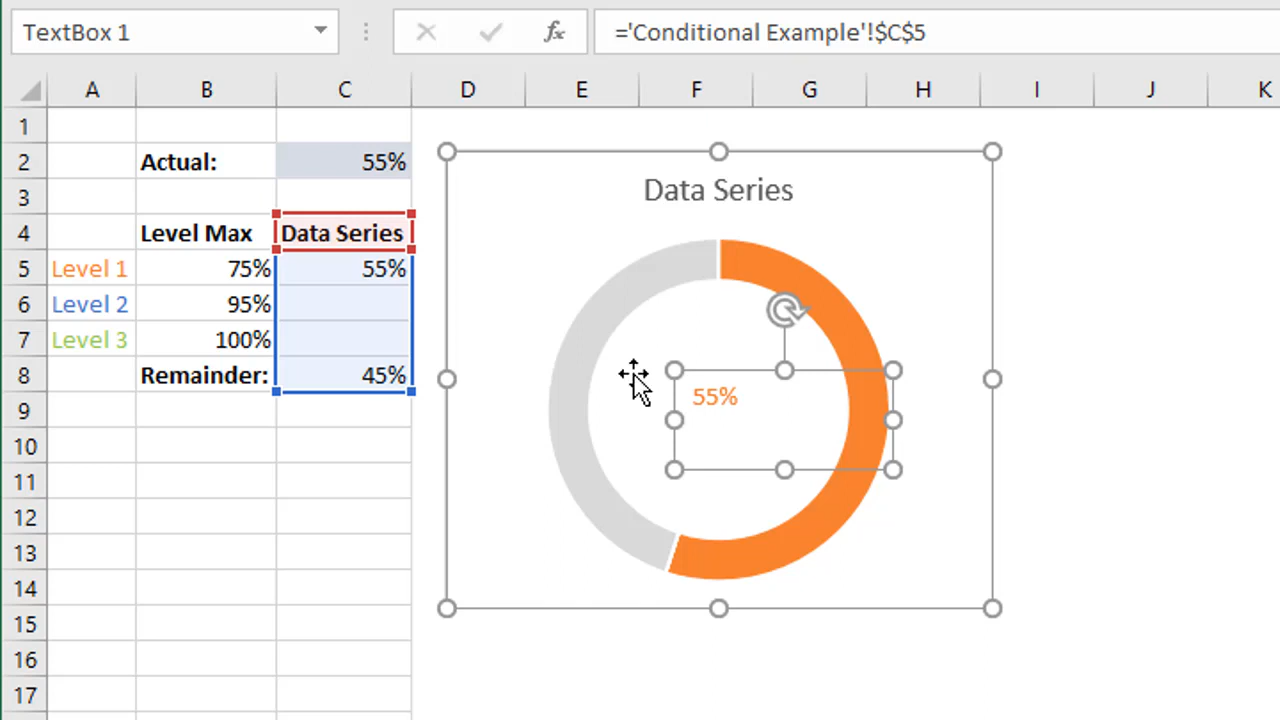 TextBox 1 fx ='Conditional Example'!$C$5
A B C D E F G H I J K
1
2 Actual: 55%
3
4 Level Max Data Series
5 Level 1 75% 55%
6 Level 2 95%
7 Level 3 100%
8 Remainder: 45%
9
10
11
12
13
14
15
16
17
Data Series
55%